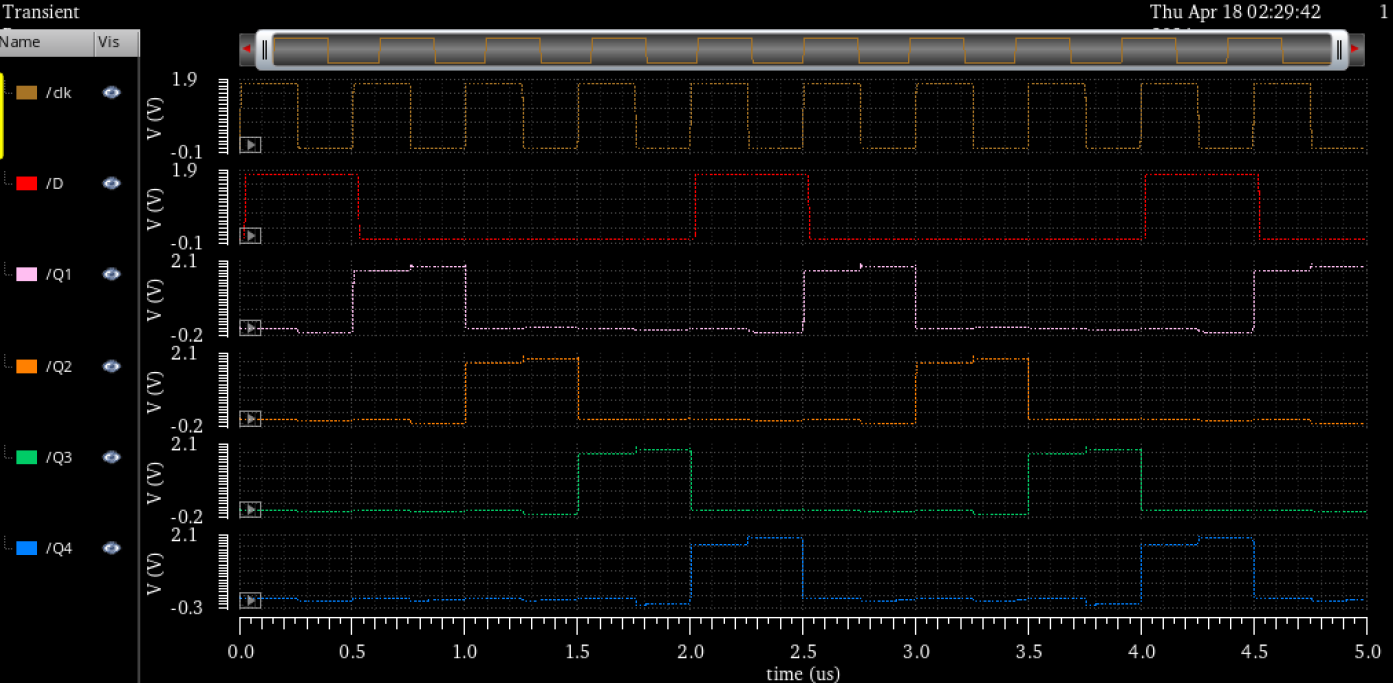 Transient
Thu Apr 18 02:29:42 1
Name Vis
/clk
/D
/Q1
/Q2
/Q3
/Q4
V (V) 1.9
-0.1
V (V) 1.9
-0.1
V (V) 2.1
-0.2
V (V) 2.1
-0.2
V (V) 2.1
-0.2
V (V) 2.1
-0.3
0.0 0.5 1.0 1.5 2.0 2.5 3.0 3.5 4.0 4.5 5.0
time (us)